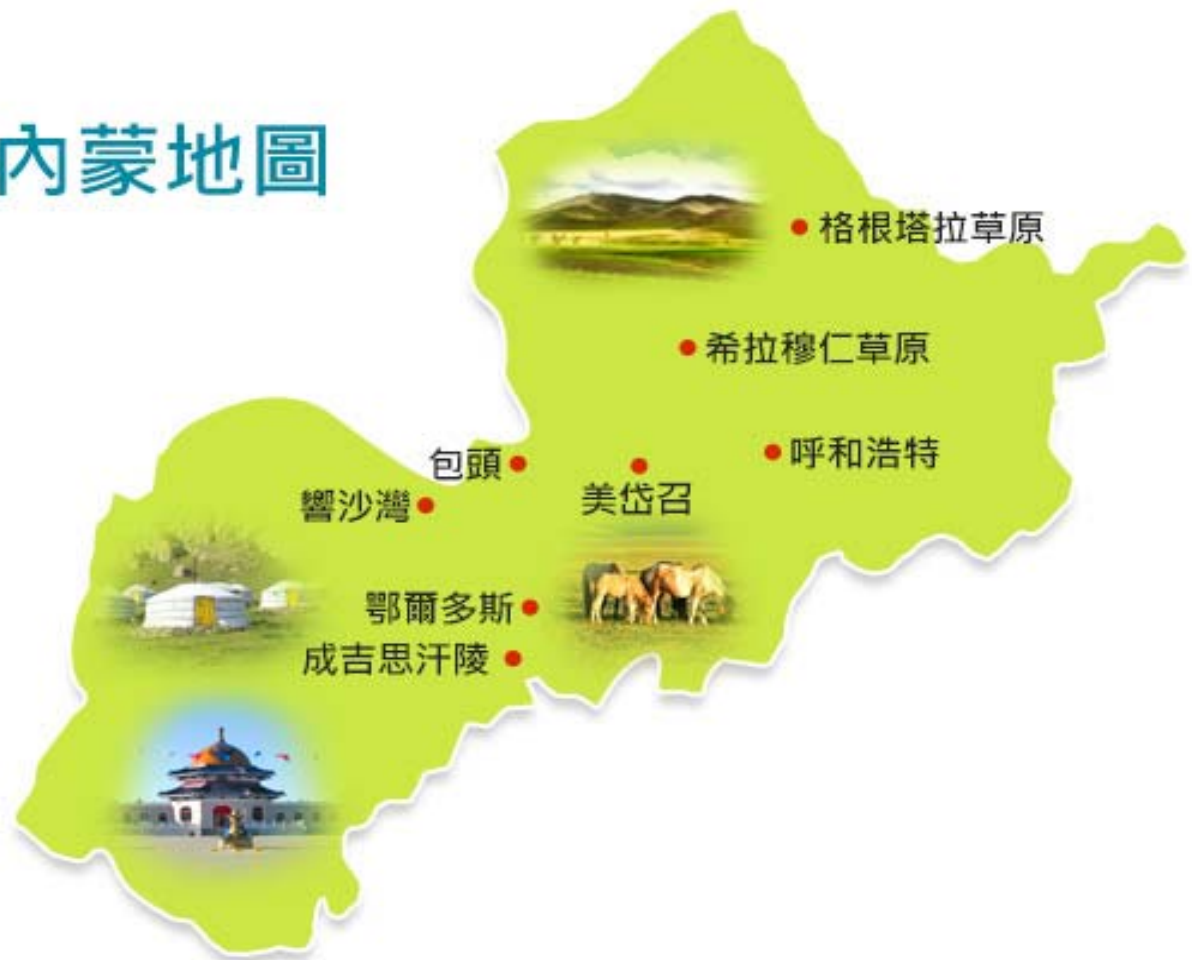 內蒙地圖
格根塔拉草原
希拉穆仁草原
呼和浩特
包頭
美岱召
響沙灣
鄂爾多斯
成吉思汗陵